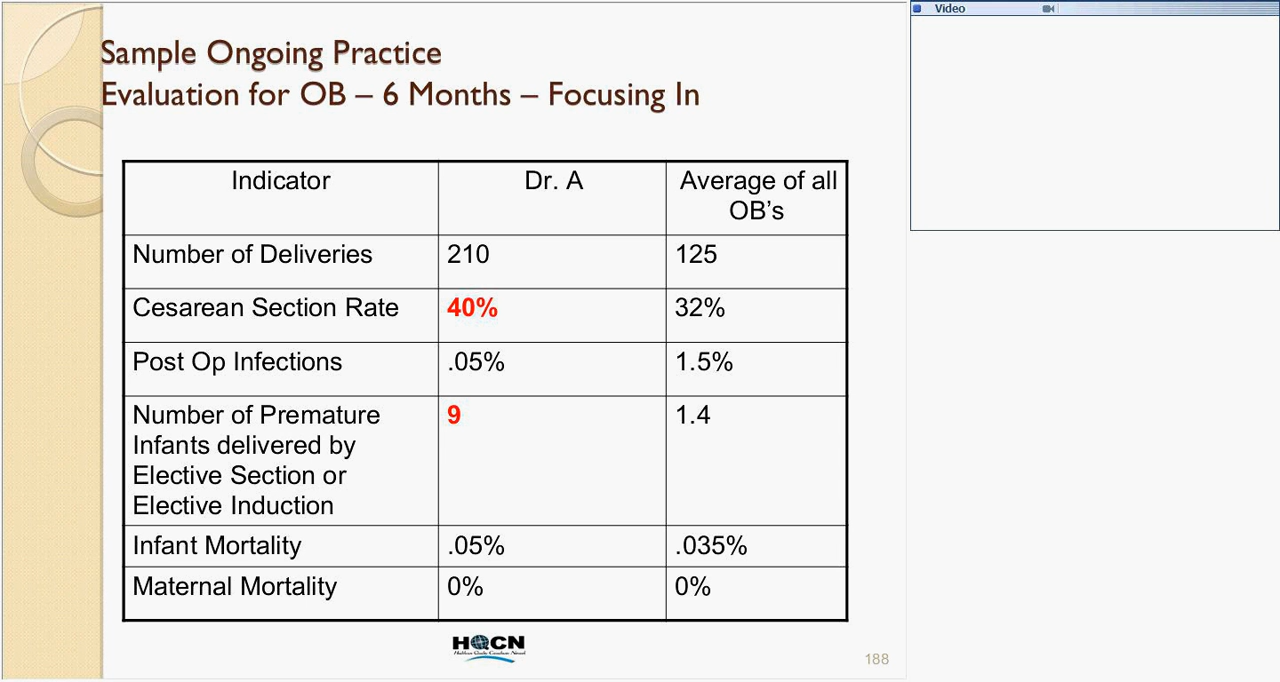 Sample Ongoing Practice
Evaluation for OB – 6 Months – Focusing In
Indicator
Dr. A
Average of all
OB's
Number of Deliveries
210
125
Cesarean Section Rate
40%
32%
Post Op Infections
.05%
1.5%
Number of Premature
Infants delivered by
Elective Section or
Elective Induction
9
1.4
Infant Mortality
.05%
.035%
Maternal Mortality
0%
0%
HQCN
188
Video